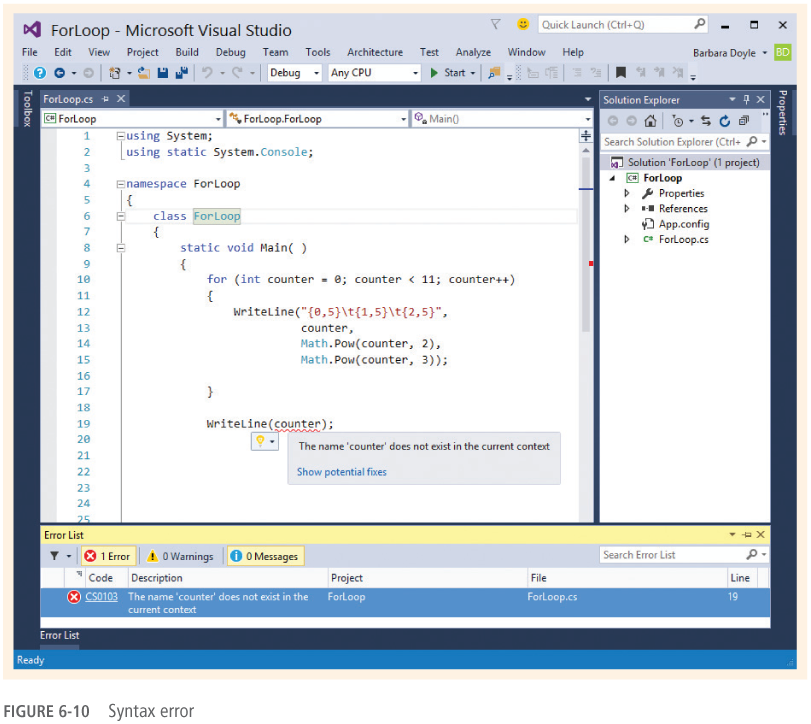 ForLoop - Microsoft Visual Studio
Quick Launch (Ctrl+Q)
File Edit View Project Build Debug Team Tools Architecture Test Analyze Window Help Barbara Doyle BD
Debug Any CPU Start
Toolbox
ForLoop.cs
C# ForLoop ForLoop.ForLoop Main()
1 using System;
2 using static System.Console;
3
4 namespace ForLoop
5 {
6 class ForLoop
7 {
8 static void Main( )
9 {
10 for (int counter = 0; counter < 11; counter++)
11 {
12 WriteLine("{0,5}\t{1,5}\t{2,5}",
13 counter,
14 Math.Pow(counter, 2),
15 Math.Pow(counter, 3));
16
17 }
18
19 WriteLine(counter);
20
The name 'counter' does not exist in the current context
21
22 Show potential fixes
23
24
25
Solution Explorer
Search Solution Explorer (Ctrl+
Solution 'ForLoop' (1 project)
C# ForLoop
Properties
References
App.config
C# ForLoop.cs
Properties
Error List
1 Error 0 Warnings 0 Messages Search Error List
Code Description Project File Line
CS0103 The name 'counter' does not exist in the ForLoop ForLoop.cs 19
current context
Error List
Ready
FIGURE 6-10 Syntax error